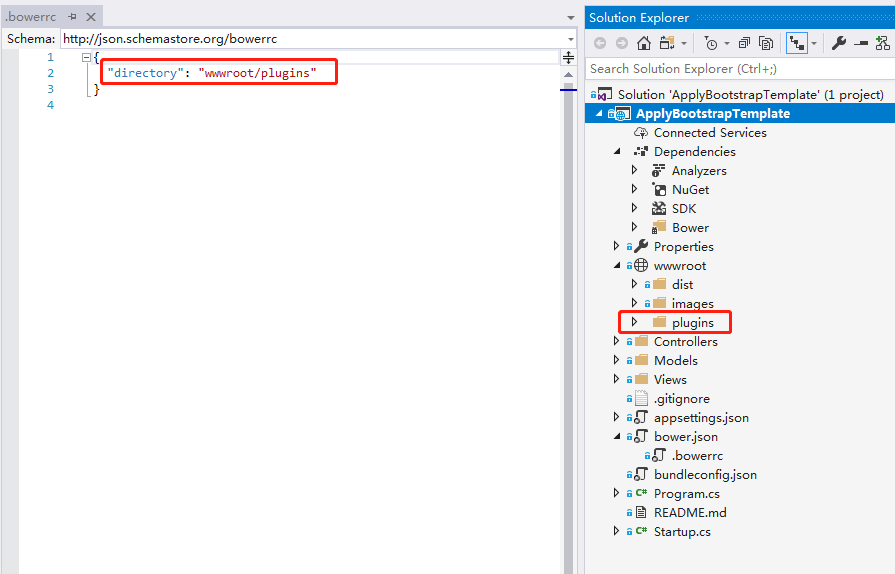 .bowerrc
Schema: http://json.schemastore.org/bowerrc
1 {
2 "directory": "wwwroot/plugins"
3 }
4
Solution Explorer
Search Solution Explorer (Ctrl+;)
Solution 'ApplyBootstrapTemplate' (1 project)
ApplyBootstrapTemplate
Connected Services
Dependencies
Analyzers
NuGet
SDK
Bower
Properties
wwwroot
dist
images
plugins
Controllers
Models
Views
.gitignore
appsettings.json
bower.json
.bowerrc
bundleconfig.json
C# Program.cs
README.md
C# Startup.cs